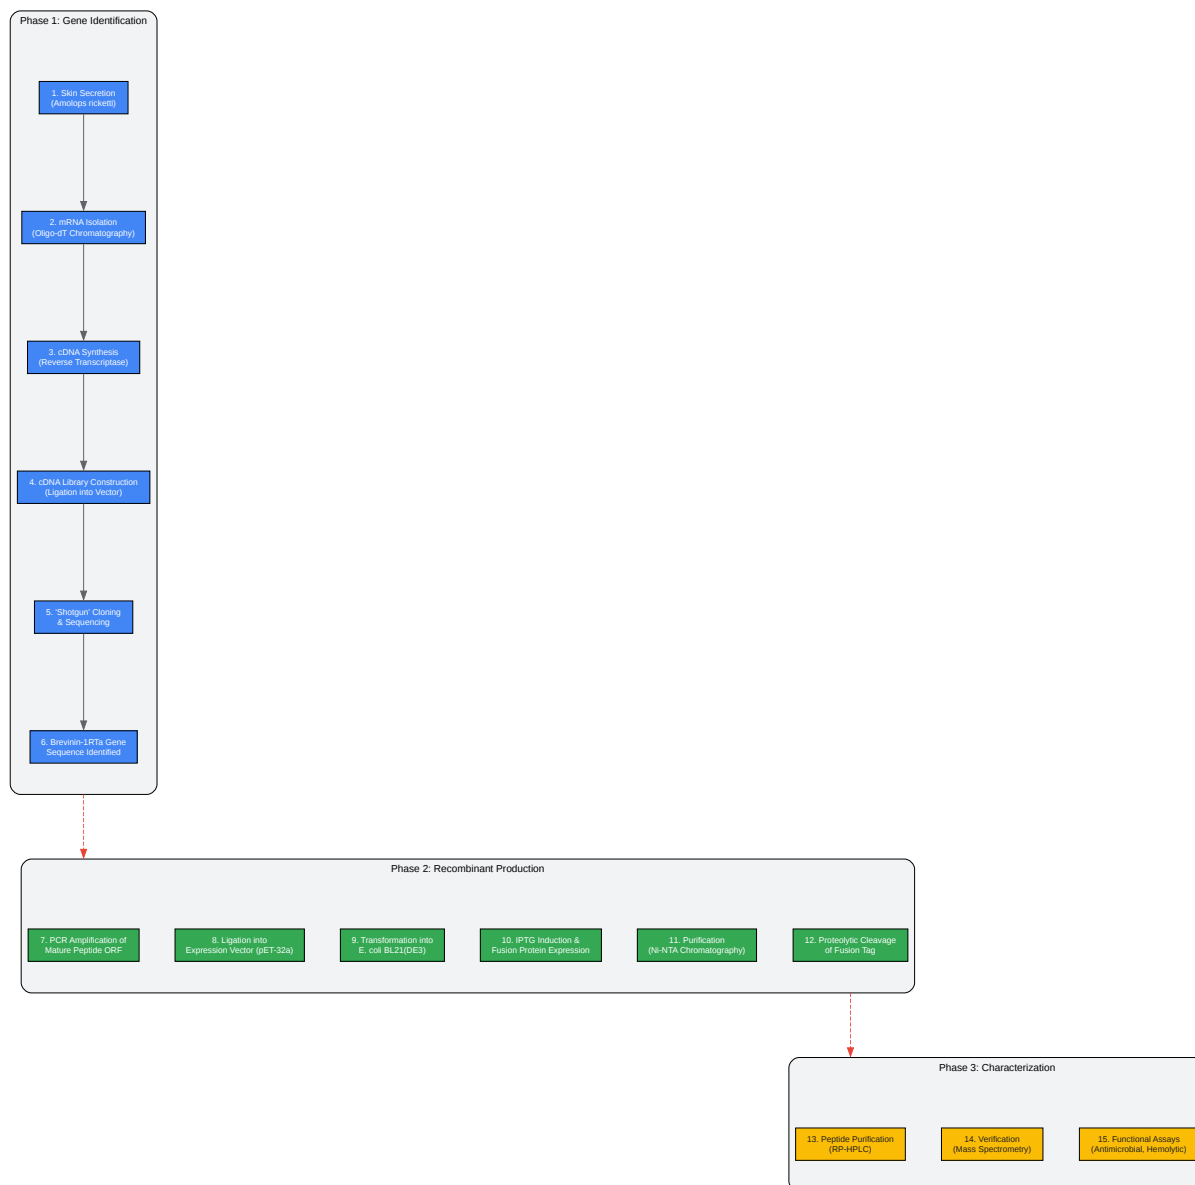 Phase 1: Gene Identification
1. Skin Secretion
(Amolops ricketti)
2. mRNA Isolation
(Oligo-dT Chromatography)
3. cDNA Synthesis
(Reverse Transcriptase)
4. cDNA Library Construction
(Ligation into Vector)
5. 'Shotgun' Cloning
& Sequencing
6. Brevinin-1RTa Gene
Sequence Identified
Phase 2: Recombinant Production
7. PCR Amplification of
Mature Peptide ORF
8. Ligation into
Expression Vector (pET-32a)
9. Transformation into
E. coli BL21(DE3)
10. IPTG Induction &
Fusion Protein Expression
11. Purification
(Ni-NTA Chromatography)
12. Proteolytic Cleavage
of Fusion Tag
Phase 3: Characterization
13. Peptide Purification
(RP-HPLC)
14. Verification
(Mass Spectrometry)
15. Functional Assays
(Antimicrobial, Hemolytic)